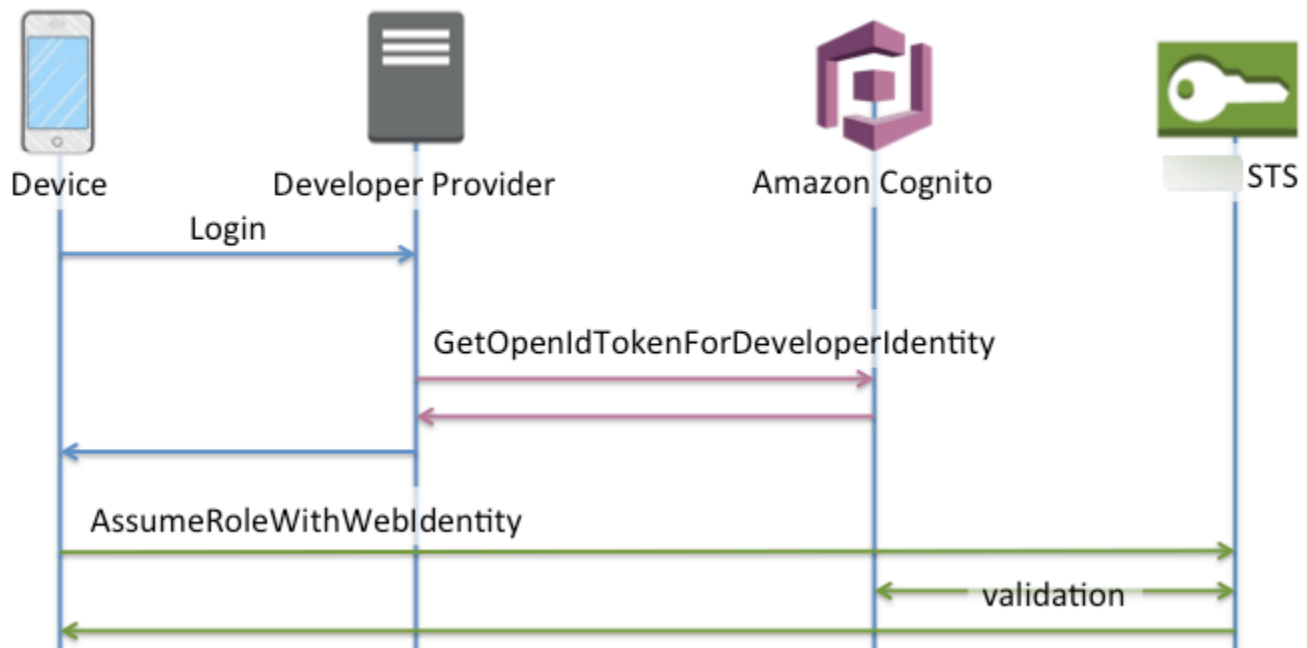 Device
Developer Provider
Amazon Cognito
STS
Login
GetOpenIdTokenForDeveloperIdentity
AssumeRoleWithWebIdentity
validation